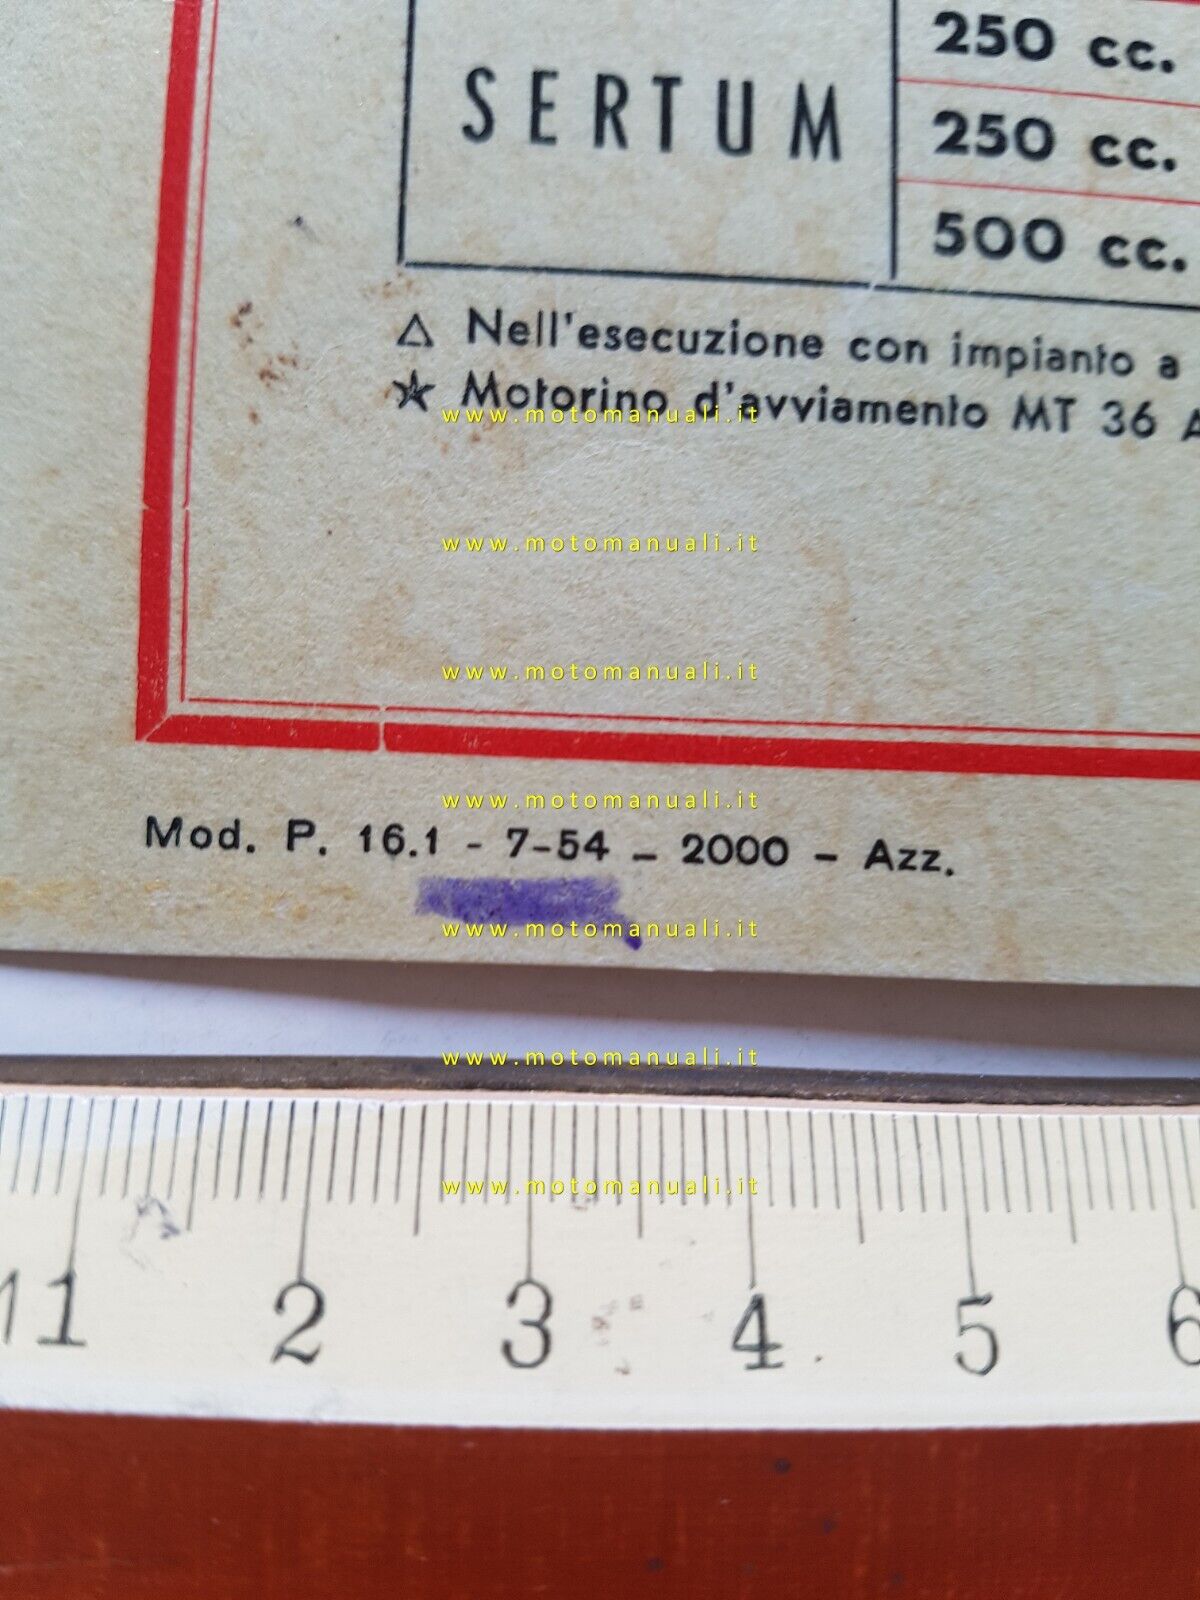 250 cc.
SERTUM
250 cc.
500 cc.
△ Nell'esecuzione con impianto a
☆ Motorino d'avviamento MT 36 A
www.motomanuali.it
www.motomanuali.it
www.motomanuali.it
www.motomanuali.it
Mod. P. 16.1 - 7-54 - 2000 - Azz.
www.motomanuali.it
www.motomanuali.it
www.motomanuali.it
1 2 3 4 5 6